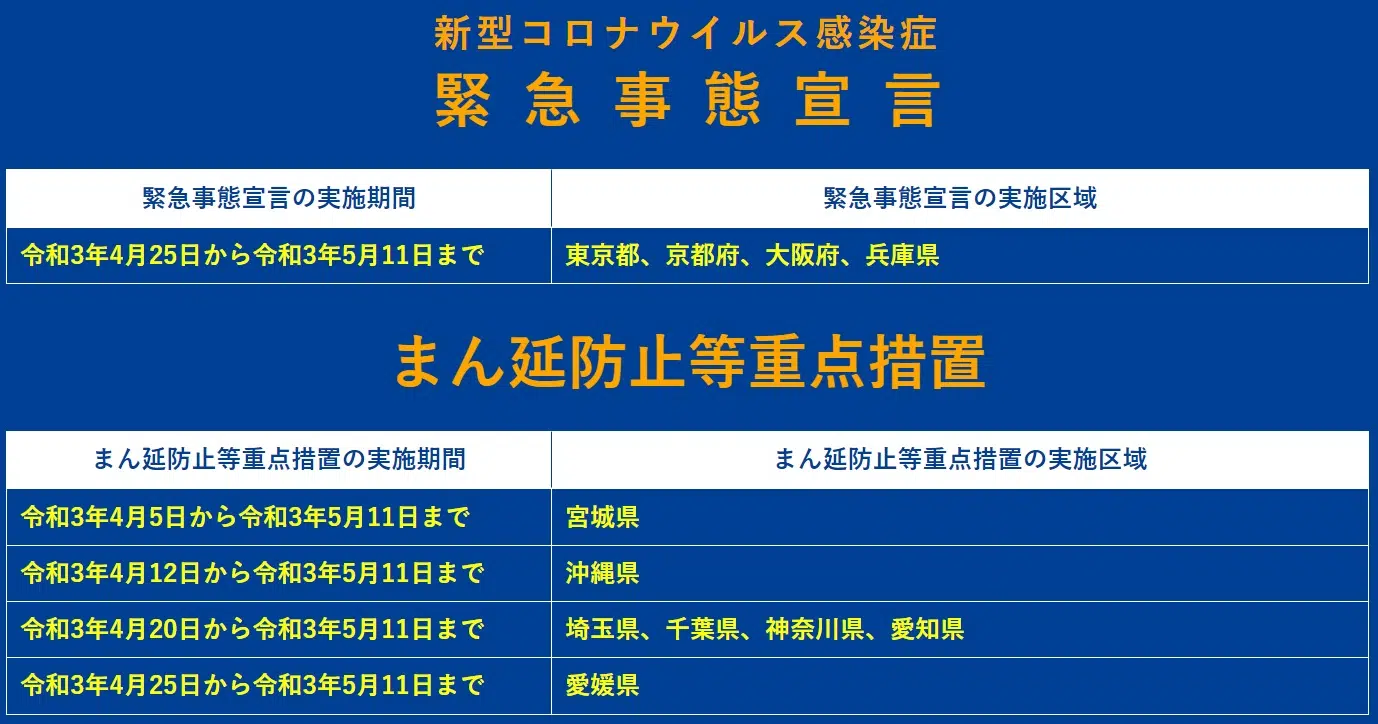 新型コロナウイルス感染症
緊急事態宣言
緊急事態宣言の実施期間 緊急事態宣言の実施区域
令和3年4月25日から令和3年5月11日まで 東京都、京都府、大阪府、兵庫県
まん延防止等重点措置
まん延防止等重点措置の実施期間 まん延防止等重点措置の実施区域
令和3年4月5日から令和3年5月11日まで 宮城県
令和3年4月12日から令和3年5月11日まで 沖縄県
令和3年4月20日から令和3年5月11日まで 埼玉県、千葉県、神奈川県、愛知県
令和3年4月25日から令和3年5月11日まで 愛媛県